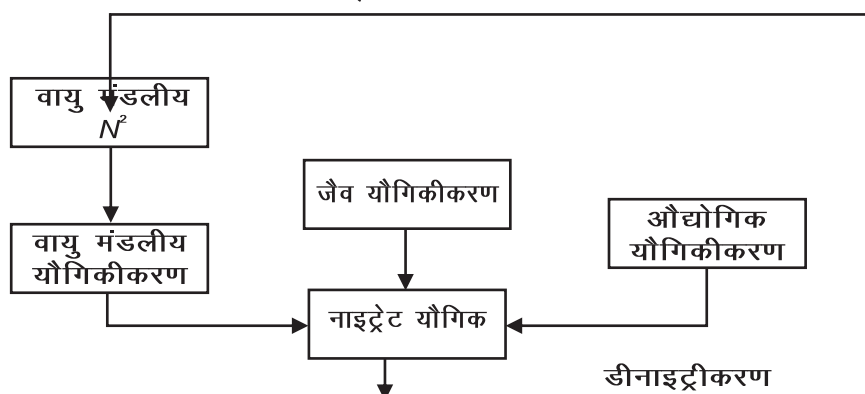 वायु मंडलीय
N²
जैव यौगिकीकरण
औद्योगिक
यौगिकीकरण
वायु मंडलीय
यौगिकीकरण
नाइट्रेट यौगिक
डीनाइट्रीकरण